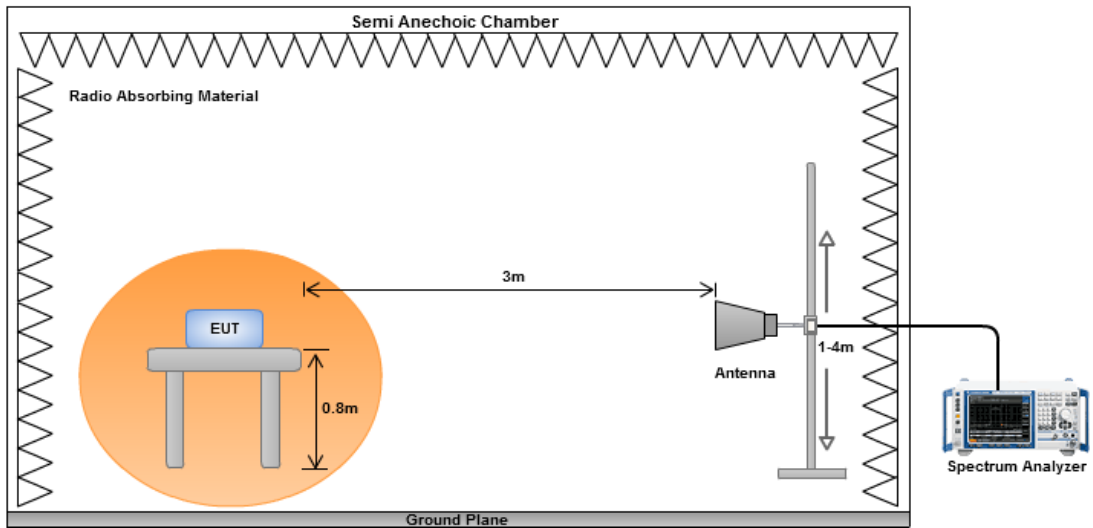 Semi Anechoic Chamber
Radio Absorbing Material
3m
EUT
1-4m
Antenna
0.8m
Spectrum Analyzer
Ground Plane